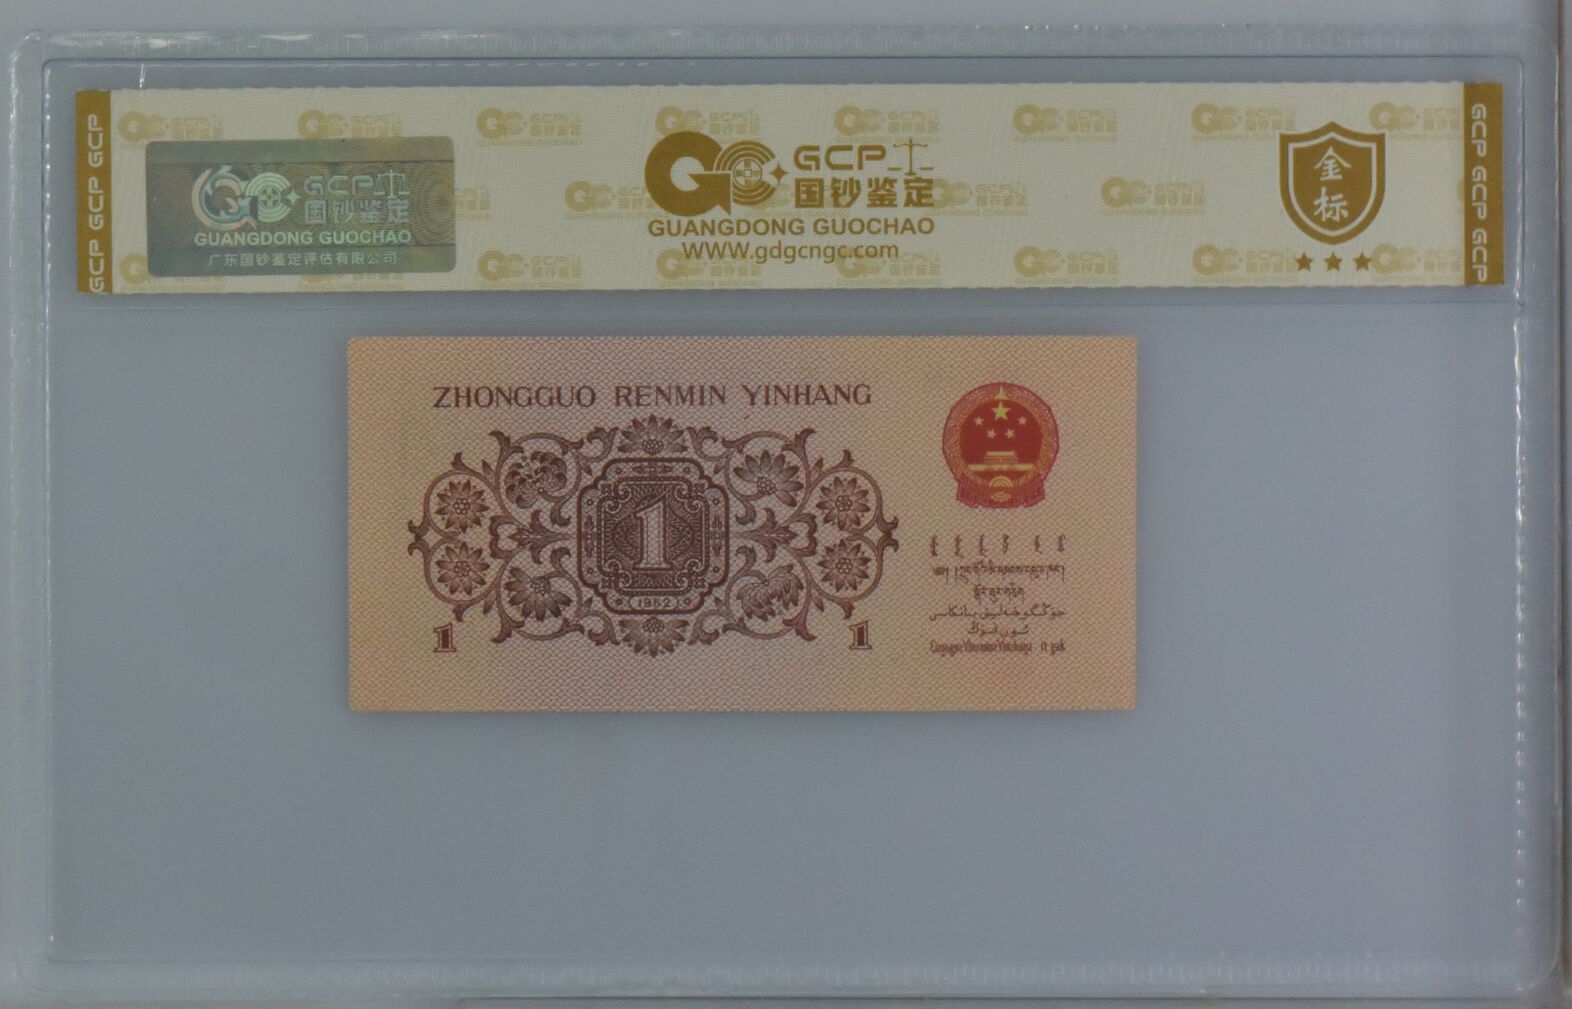 GCP GCP GCP
GCP
国钞鉴定
GUANGDONG GUOCHAO
广东国钞鉴定评估有限公司
GCP
国钞鉴定
GUANGDONG GUOCHAO
WWW.gdgcngc.com
金
标
GCP GCP GCP
ZHONGGUO RENMIN YINHANG
1
(1962)
1 1